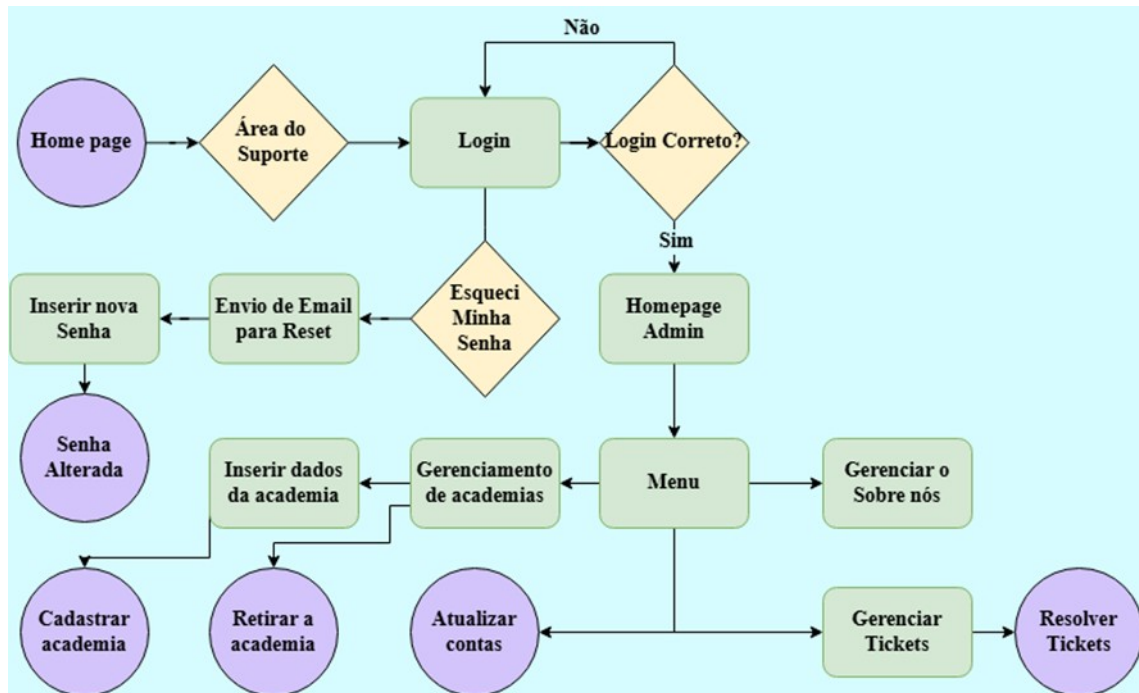 Não
Home page
Área do
Suporte
Login
Login Correto?
Sim
Inserir nova
Senha
Envio de Email
para Reset
Esqueci
Minha
Senha
Homepage
Admin
Senha
Alterada
Inserir dados
da academia
Gerenciamento
de academias
Menu
Gerenciar o
Sobre nós
Cadastrar
academia
Retirar a
academia
Atualizar
contas
Gerenciar
Tickets
Resolver
Tickets